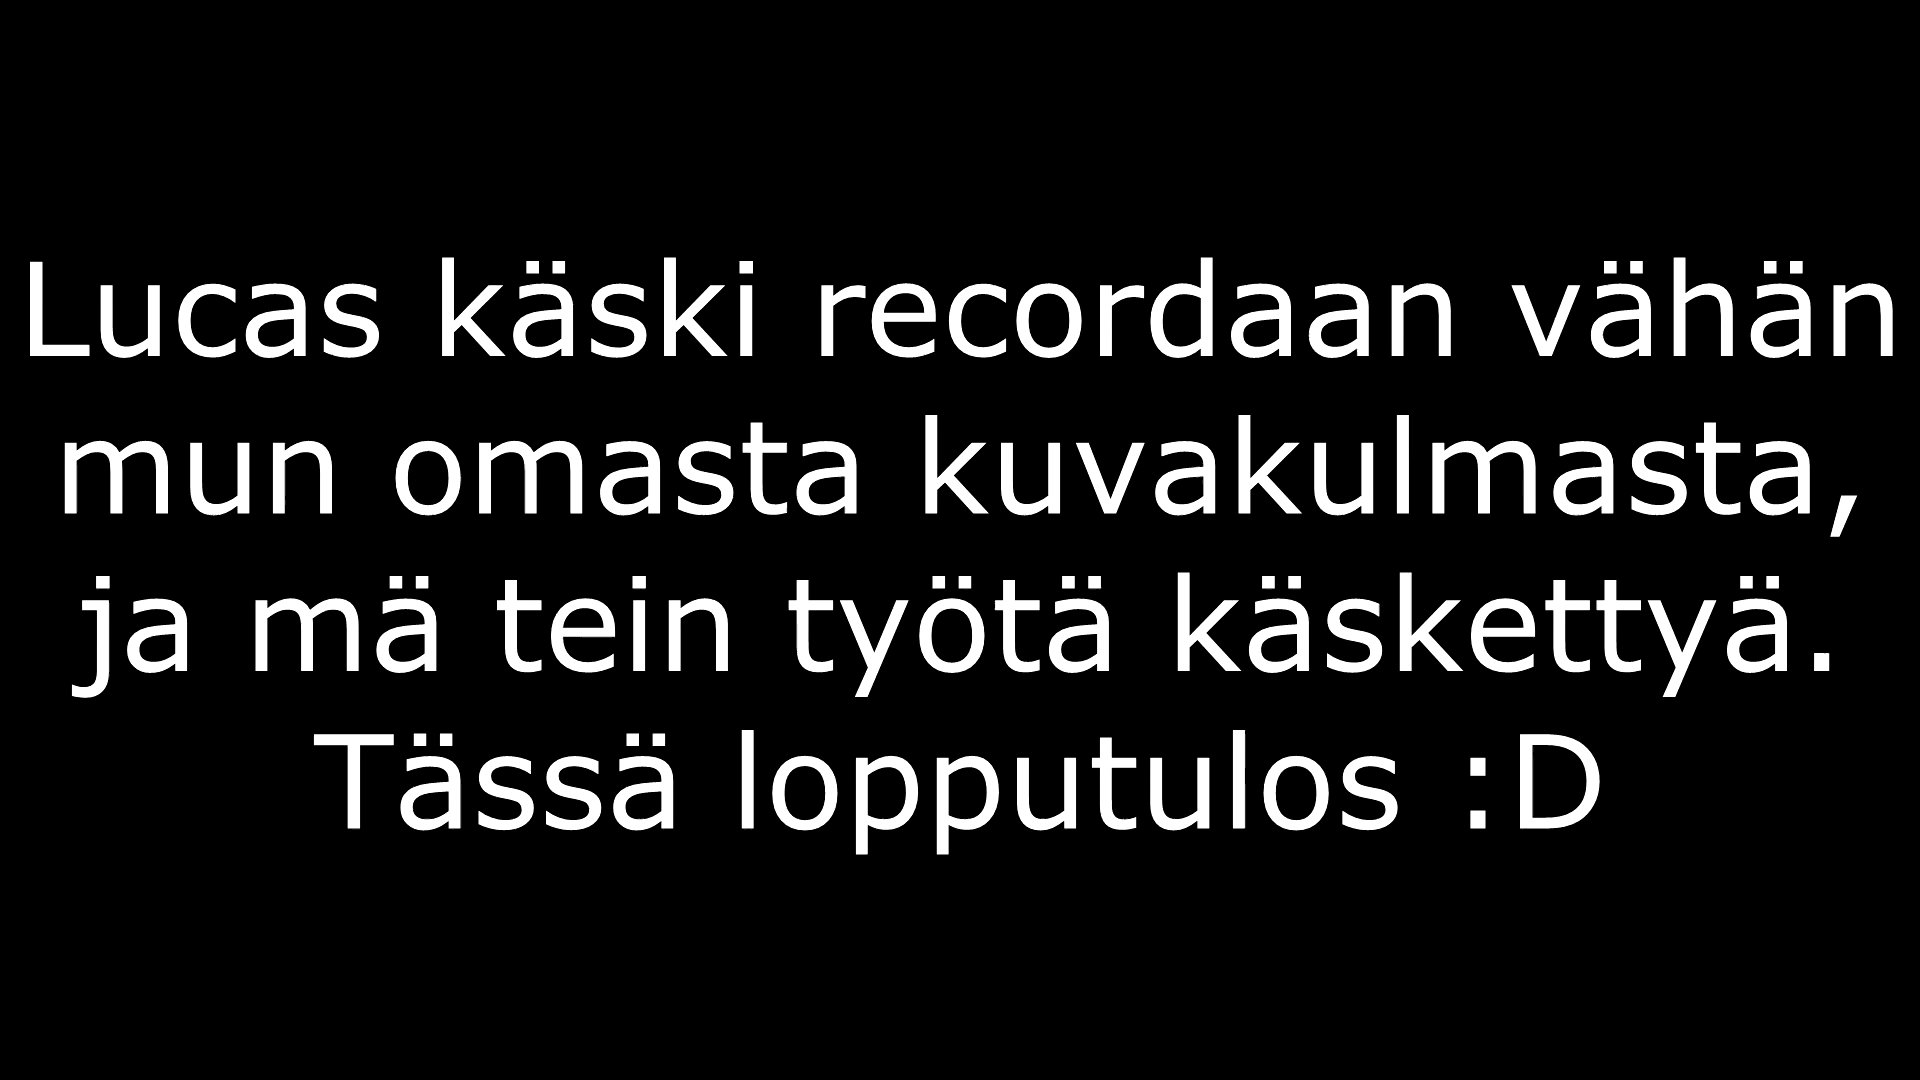 Lucas käski recordaan vähän
mun omasta kuvakulmasta,
ja mä tein työtä käskettyä.
Tässä lopputulos :D